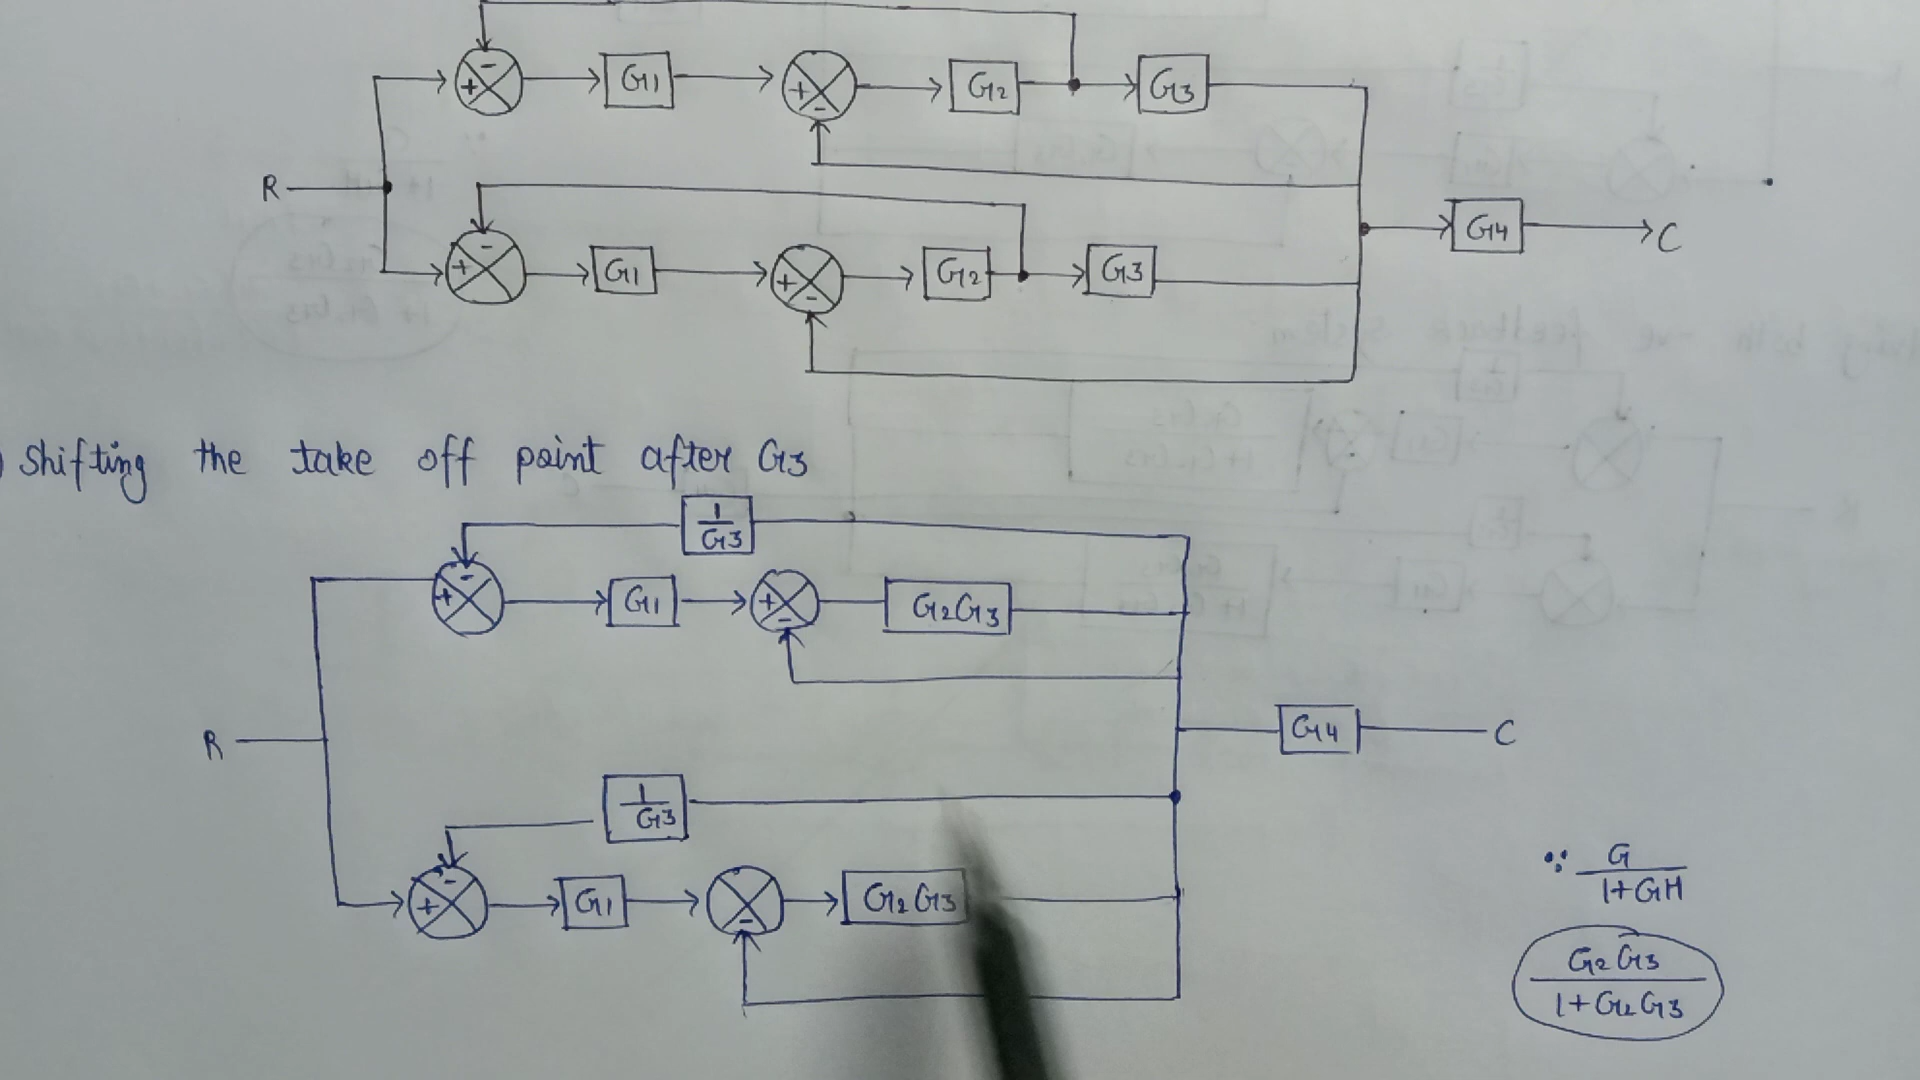 - + G1 + - G2 G3
R
- + G1 + - G2 G3
G4 C
Shifting the take off point after G3
1/G3
- + G1 + - G2G3
R G4 C
1/G3
- + G1 - G2G3
∵ G/1+GH
G2G3/1+G2G3